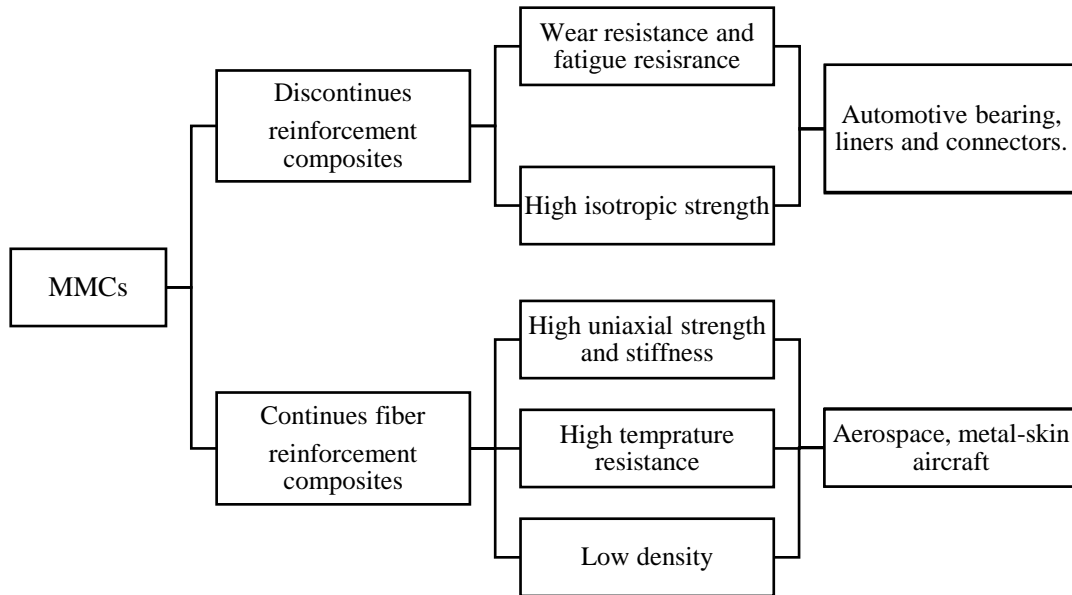 MMCs
Discontinues
reinforcement
composites
Wear resistance and
fatigue resisrance
High isotropic strength
Automotive bearing,
liners and connectors.
Continues fiber
reinforcement
composites
High uniaxial strength
and stiffness
High temprature
resistance
Low density
Aerospace, metal-skin
aircraft